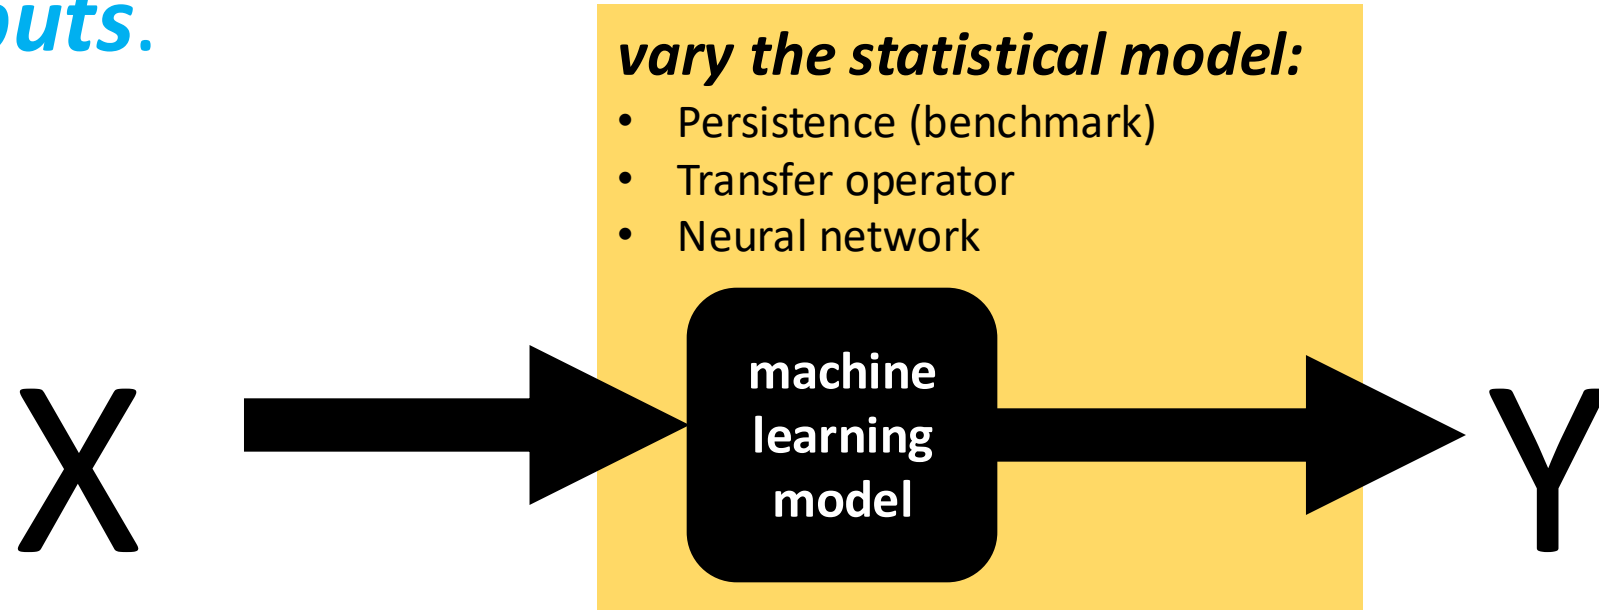 vary the statistical model:
• Persistence (benchmark)
• Transfer operator
• Neural network
machine
learning
model
X
Y